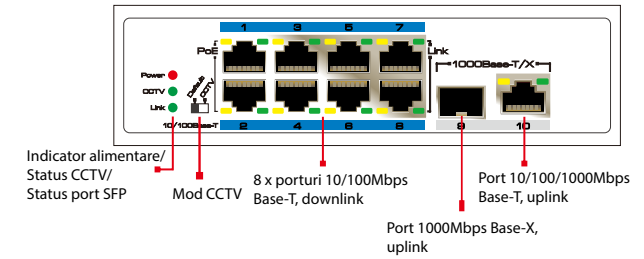 1 3 5 7
PoE Link
1000Base-T/X
Power
CCTV
Link
Default
CCTV
10/100Base-T
2 4 6 8 9 10
Indicator alimentare/
Status CCTV/
Status port SFP
Mod CCTV
8 x porturi 10/100Mbps
Base-T, downlink
Port 10/100/1000Mbps
Base-T, uplink
Port 1000Mbps Base-X,
uplink